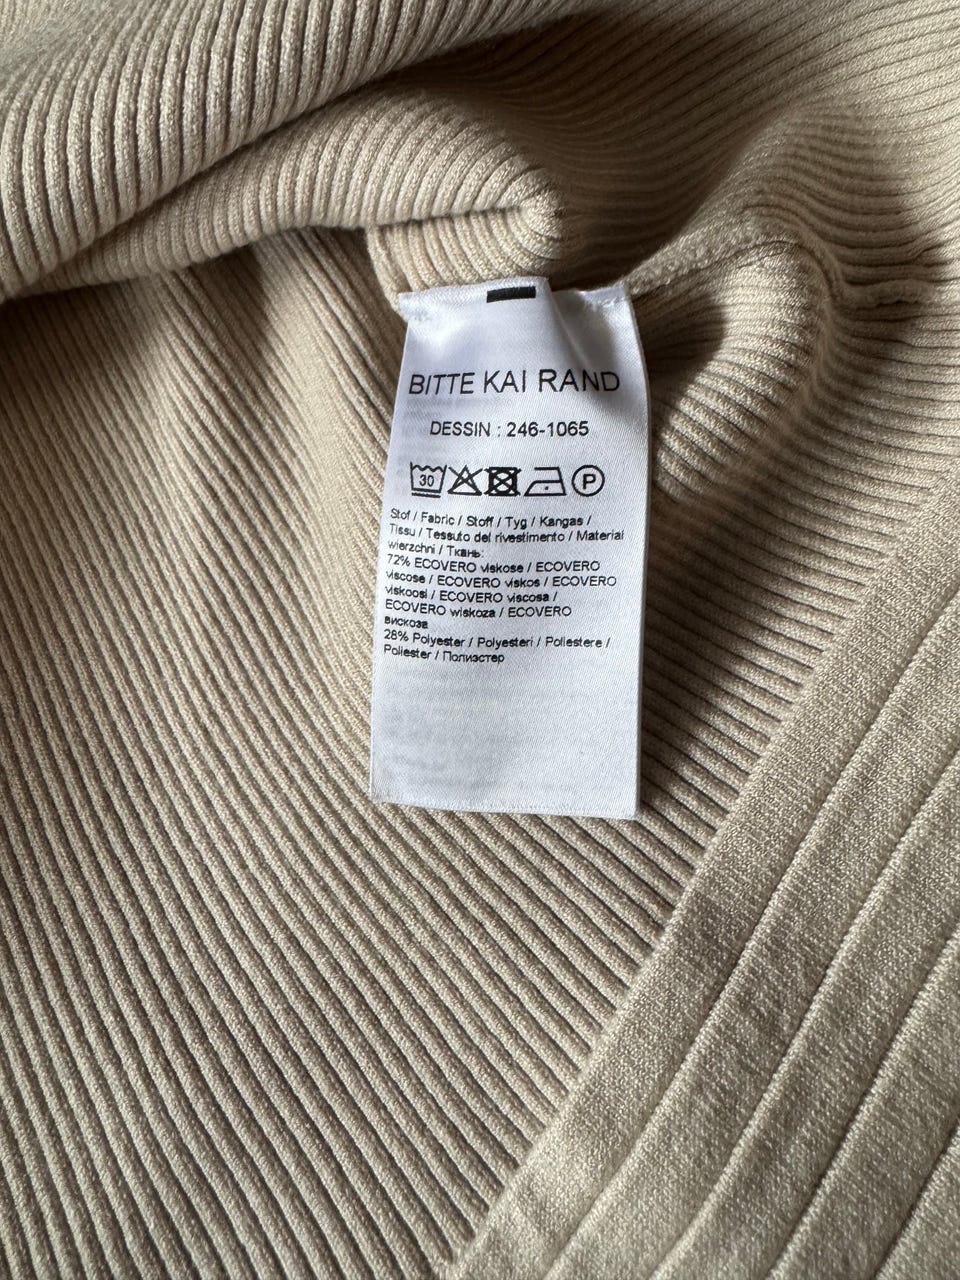 BITTE KAI RAND
DESSIN : 246-1065
30 P
Stof / Fabric / Stoff / Tyg / Kangas /
Tissu / Tessuto del rivestimento / Material
wierzchni / Ткань:
72% ECOVERO viskose / ECOVERO
viscose / ECOVERO viskos / ECOVERO
viskoosi / ECOVERO viscosa /
ECOVERO wiskoza / ECOVERO
вискоза
28% Polyester / Polyesteri / Poliestere /
Poliester / Полиэстер